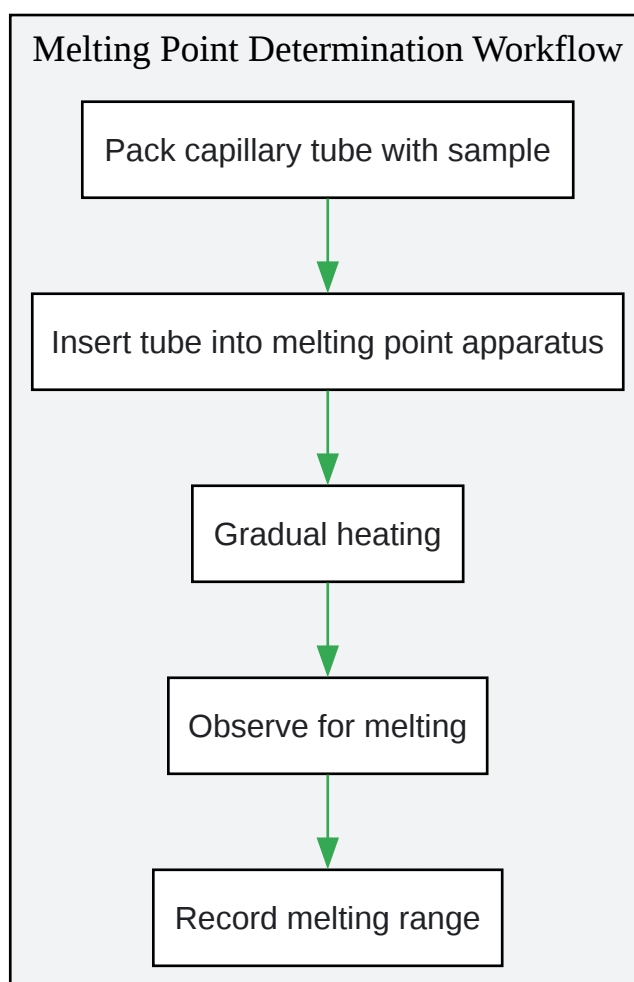 Melting Point Determination Workflow
Pack capillary tube with sample
Insert tube into melting point apparatus
Gradual heating
Observe for melting
Record melting range